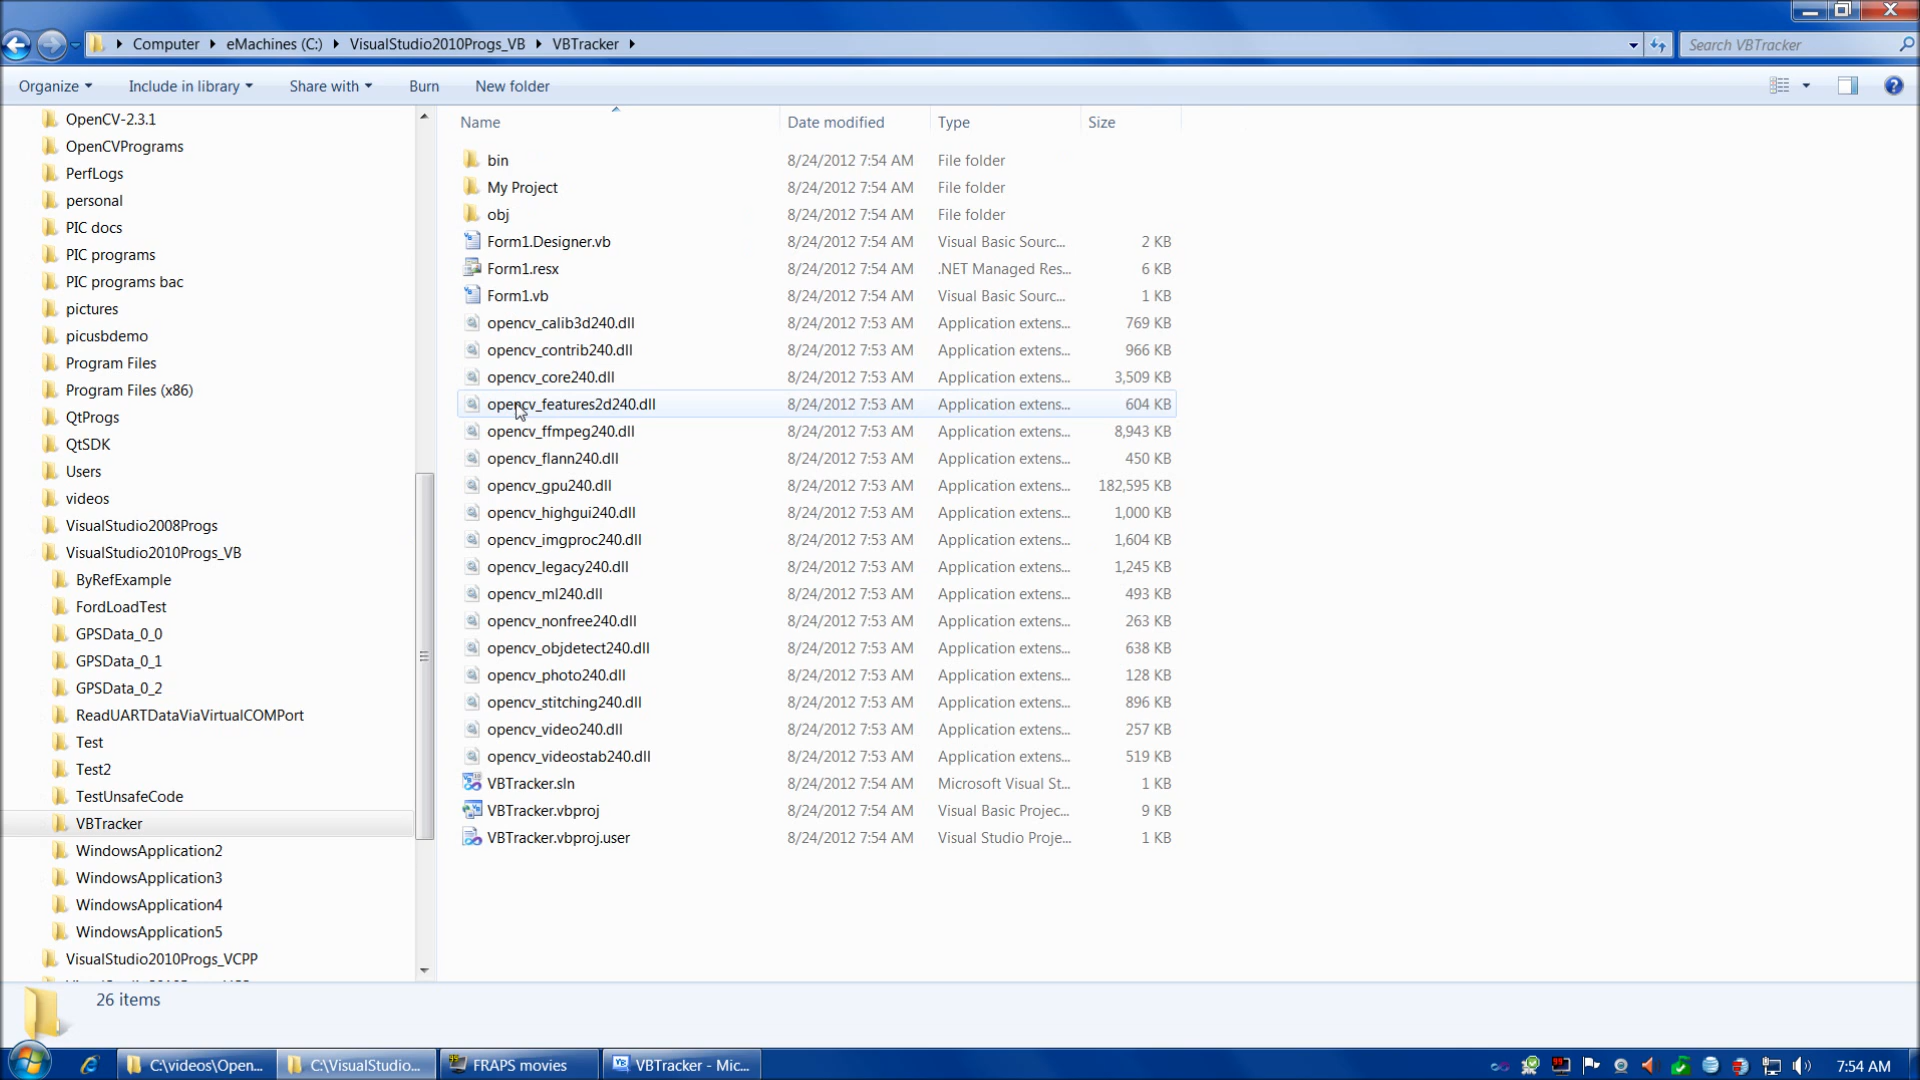 Computer eMachines (C:) VisualStudio2010Progs_VB VBTracker Search VBTracker
Organize Include in library Share with Burn New folder
OpenCV-2.3.1
OpenCVPrograms
PerfLogs
personal
PIC docs
PIC programs
PIC programs bac
pictures
picusbdemo
Program Files
Program Files (x86)
QtProgs
QtSDK
Users
videos
VisualStudio2008Progs
VisualStudio2010Progs_VB
ByRefExample
FordLoadTest
GPSData_0_0
GPSData_0_1
GPSData_0_2
ReadUARTDataViaVirtualCOMPort
Test
Test2
TestUnsafeCode
VBTracker
WindowsApplication2
WindowsApplication3
WindowsApplication4
WindowsApplication5
VisualStudio2010Progs_VCPP
Name Date modified Type Size
bin 8/24/2012 7:54 AM File folder
My Project 8/24/2012 7:54 AM File folder
obj 8/24/2012 7:54 AM File folder
Form1.Designer.vb 8/24/2012 7:54 AM Visual Basic Sourc... 2 KB
Form1.resx 8/24/2012 7:54 AM .NET Managed Res... 6 KB
Form1.vb 8/24/2012 7:54 AM Visual Basic Sourc... 1 KB
opencv_calib3d240.dll 8/24/2012 7:53 AM Application extens... 769 KB
opencv_contrib240.dll 8/24/2012 7:53 AM Application extens... 966 KB
opencv_core240.dll 8/24/2012 7:53 AM Application extens... 3,509 KB
opencv_features2d240.dll 8/24/2012 7:53 AM Application extens... 604 KB
opencv_ffmpeg240.dll 8/24/2012 7:53 AM Application extens... 8,943 KB
opencv_flann240.dll 8/24/2012 7:53 AM Application extens... 450 KB
opencv_gpu240.dll 8/24/2012 7:53 AM Application extens... 182,595 KB
opencv_highgui240.dll 8/24/2012 7:53 AM Application extens... 1,000 KB
opencv_imgproc240.dll 8/24/2012 7:53 AM Application extens... 1,604 KB
opencv_legacy240.dll 8/24/2012 7:53 AM Application extens... 1,245 KB
opencv_ml240.dll 8/24/2012 7:53 AM Application extens... 493 KB
opencv_nonfree240.dll 8/24/2012 7:53 AM Application extens... 263 KB
opencv_objdetect240.dll 8/24/2012 7:53 AM Application extens... 638 KB
opencv_photo240.dll 8/24/2012 7:53 AM Application extens... 128 KB
opencv_stitching240.dll 8/24/2012 7:53 AM Application extens... 896 KB
opencv_video240.dll 8/24/2012 7:53 AM Application extens... 257 KB
opencv_videostab240.dll 8/24/2012 7:53 AM Application extens... 519 KB
VBTracker.sln 8/24/2012 7:54 AM Microsoft Visual St... 1 KB
VBTracker.vbproj 8/24/2012 7:54 AM Visual Basic Projec... 9 KB
VBTracker.vbproj.user 8/24/2012 7:54 AM Visual Studio Proje... 1 KB
26 items
C:\videos\Open... C:\VisualStudio... FRAPS movies VBTracker - Mic... 99 7:54 AM